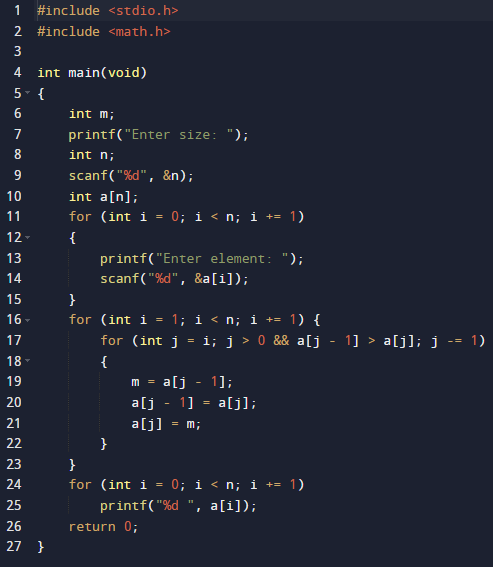 1 #include <stdio.h>
2 #include <math.h>
3
4 int main(void)
5 {
6     int m;
7     printf("Enter size: ");
8     int n;
9     scanf("%d", &n);
10     int a[n];
11     for (int i = 0; i < n; i += 1)
12     {
13         printf("Enter element: ");
14         scanf("%d", &a[i]);
15     }
16     for (int i = 1; i < n; i += 1) {
17         for (int j = i; j > 0 && a[j - 1] > a[j]; j -= 1)
18         {
19             m = a[j - 1];
20             a[j - 1] = a[j];
21             a[j] = m;
22         }
23     }
24     for (int i = 0; i < n; i += 1)
25         printf("%d ", a[i]);
26     return 0;
27 }